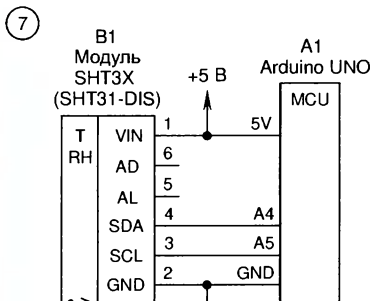 7
B1
Модуль
SHT3X
(SHT31-DIS)
+5 В
A1
Arduino UNO
MCU
T
RH
VIN 1 5V
AD 6
AL 5
SDA 4 A4
SCL 3 A5
GND 2 GND